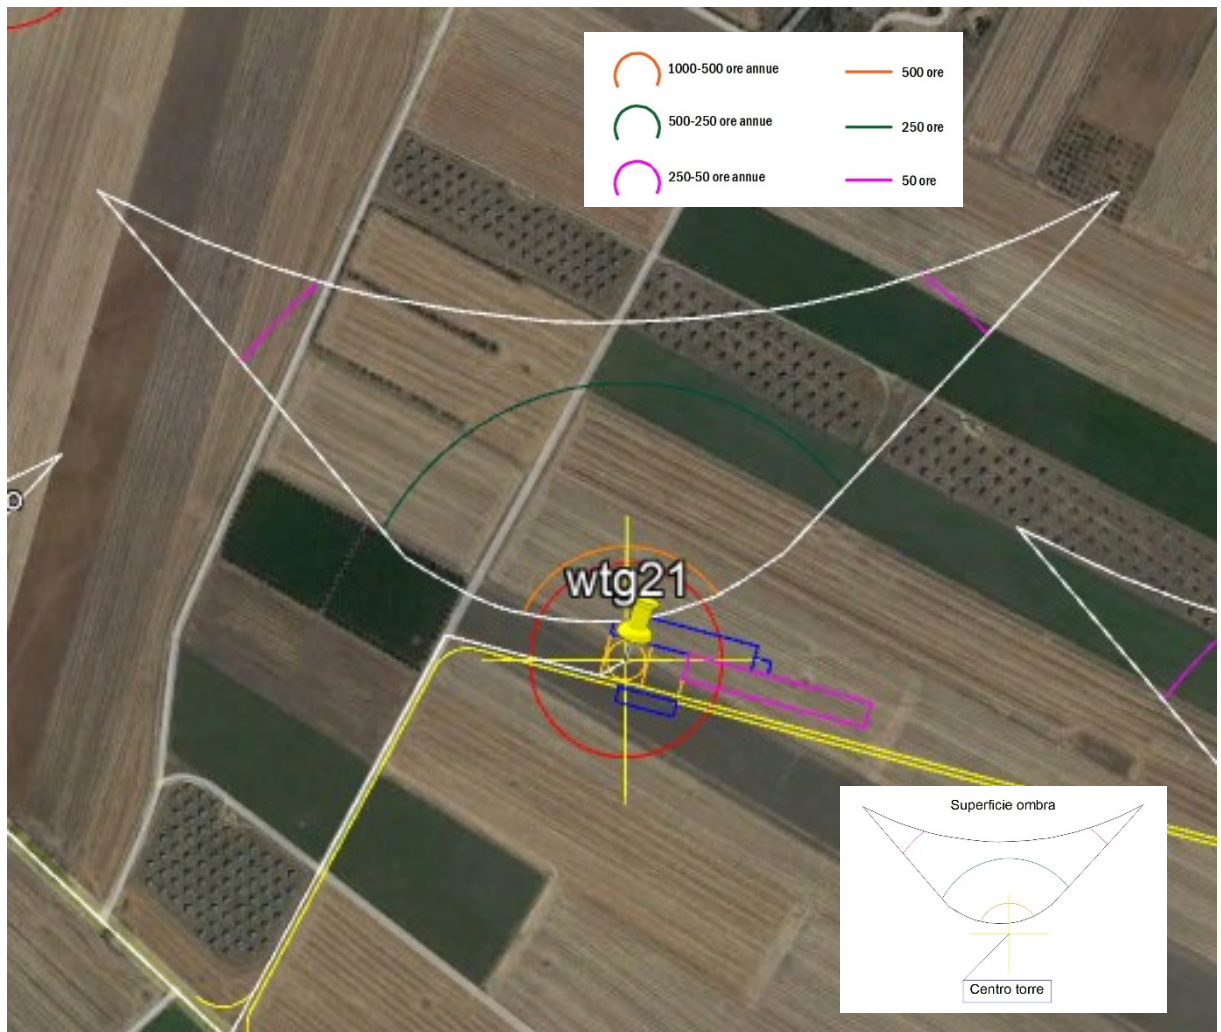 1000-500 ore annue
500 ore
500-250 ore annue
250 ore
250-50 ore annue
50 ore
wtg21
Superficie ombra
Centro torre